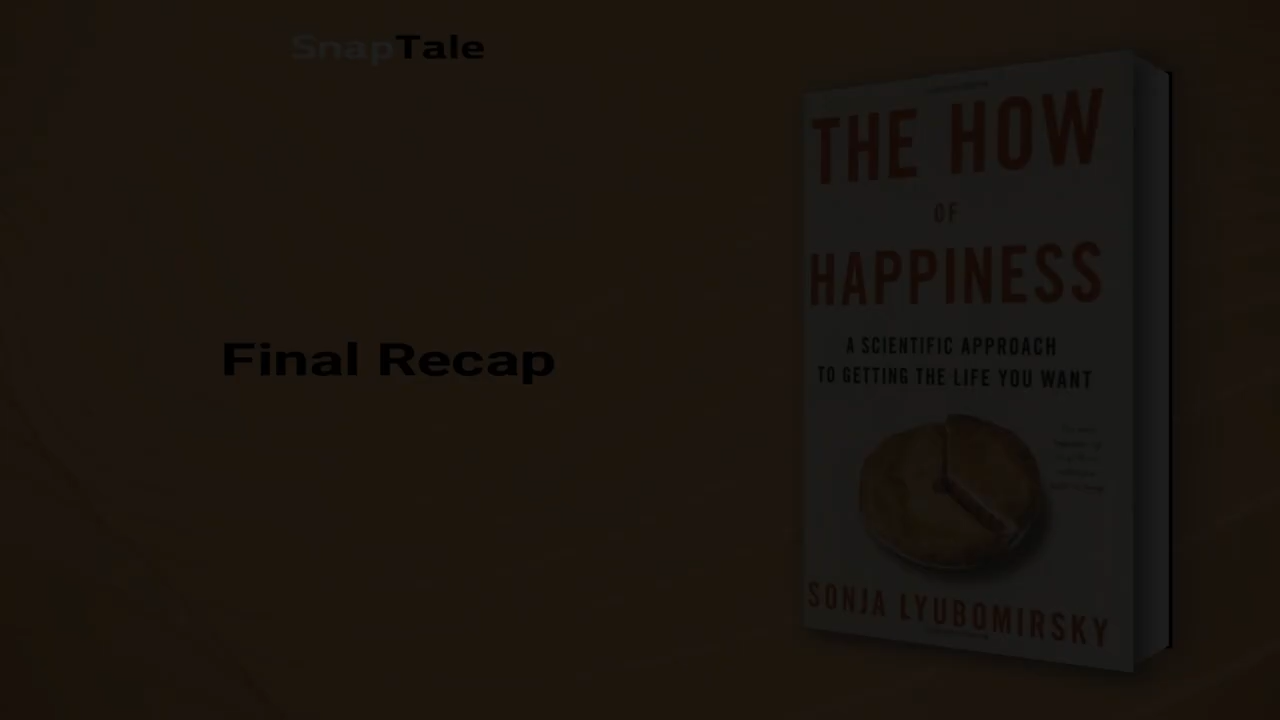 SnapTale
Final Recap
THE HOW
OF
HAPPINESS
A SCIENTIFIC APPROACH
TO GETTING THE LIFE YOU WANT
SONJA LYUBOMIRSKY